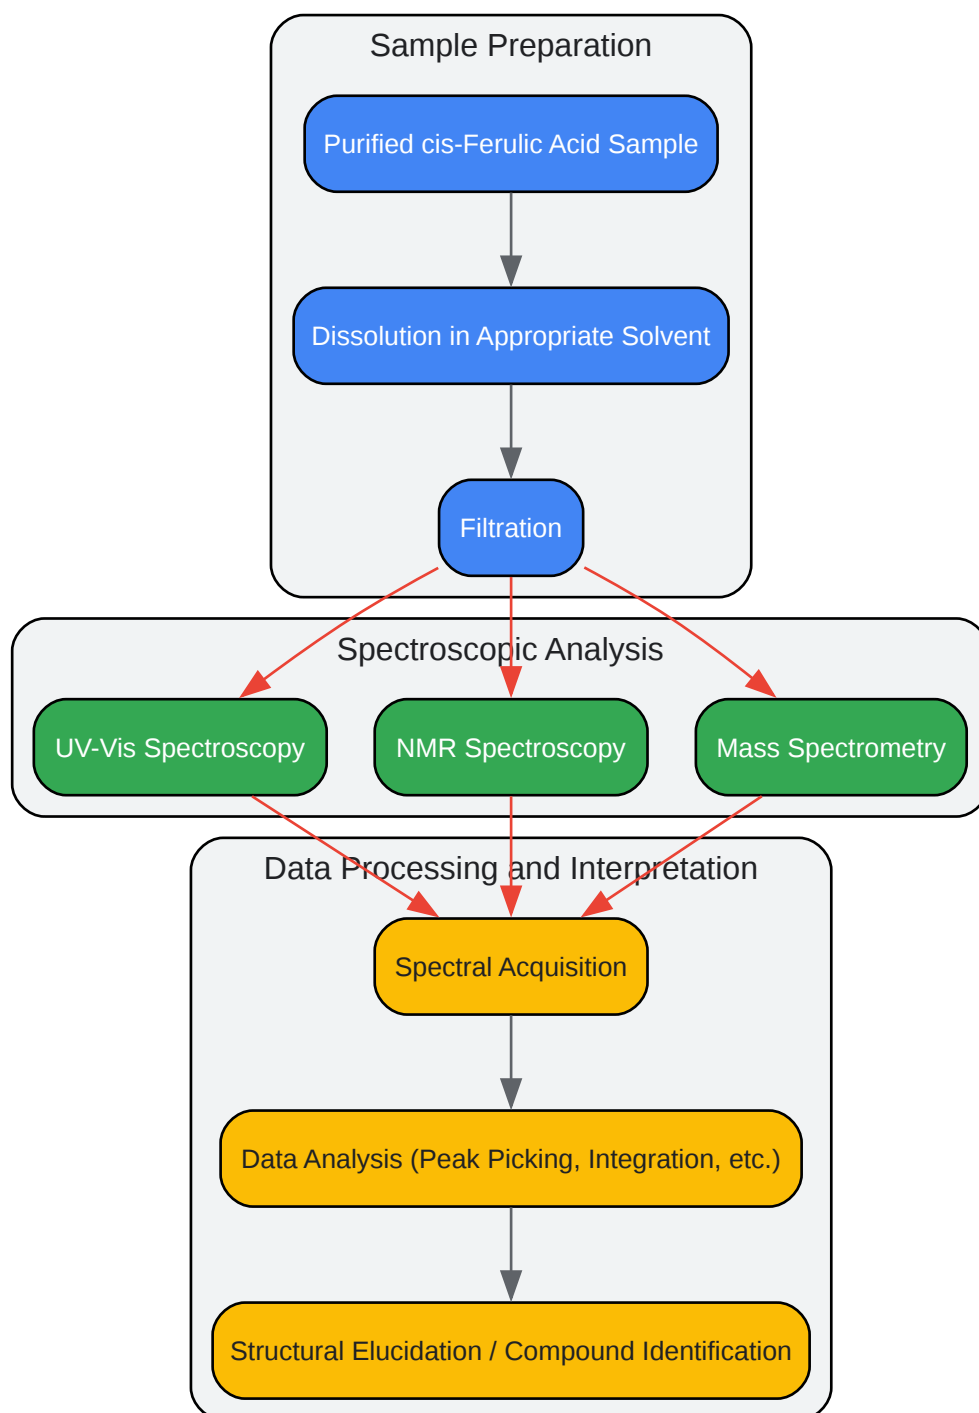 Sample Preparation
Purified cis-Ferulic Acid Sample
Dissolution in Appropriate Solvent
Filtration
Spectroscopic Analysis
UV-Vis Spectroscopy
NMR Spectroscopy
Mass Spectrometry
Data Processing and Interpretation
Spectral Acquisition
Data Analysis (Peak Picking, Integration, etc.)
Structural Elucidation / Compound Identification